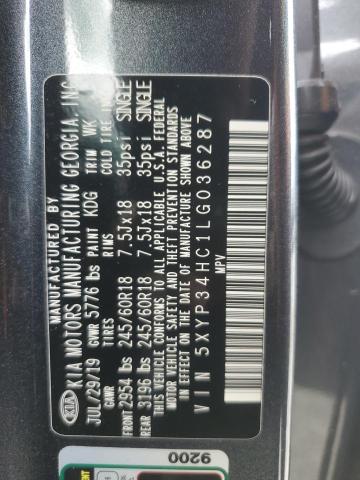 MANUFACTURED BY
KIA KIA MOTORS MANUFACTURING GEORGIA, INC.
JUL/29/19 GVWR 5776 lbs PAINT KDG TRIM WK
GAWR TIRES RIMS COLD TIRE
FRONT 2954 lbs 245/60R18 7.5Jx18 35psi SINGLE
REAR 3196 lbs 245/60R18 7.5Jx18 35psi SINGLE
THIS VEHICLE CONFORMS TO ALL APPLICABLE U.S.A. FEDERAL
MOTOR VEHICLE SAFETY AND THEFT PREVENTION STANDARDS
IN EFFECT ON THE DATE OF MANUFACTURE SHOWN ABOVE
VIN 5XYP34HC1LG036287
MPV
9200